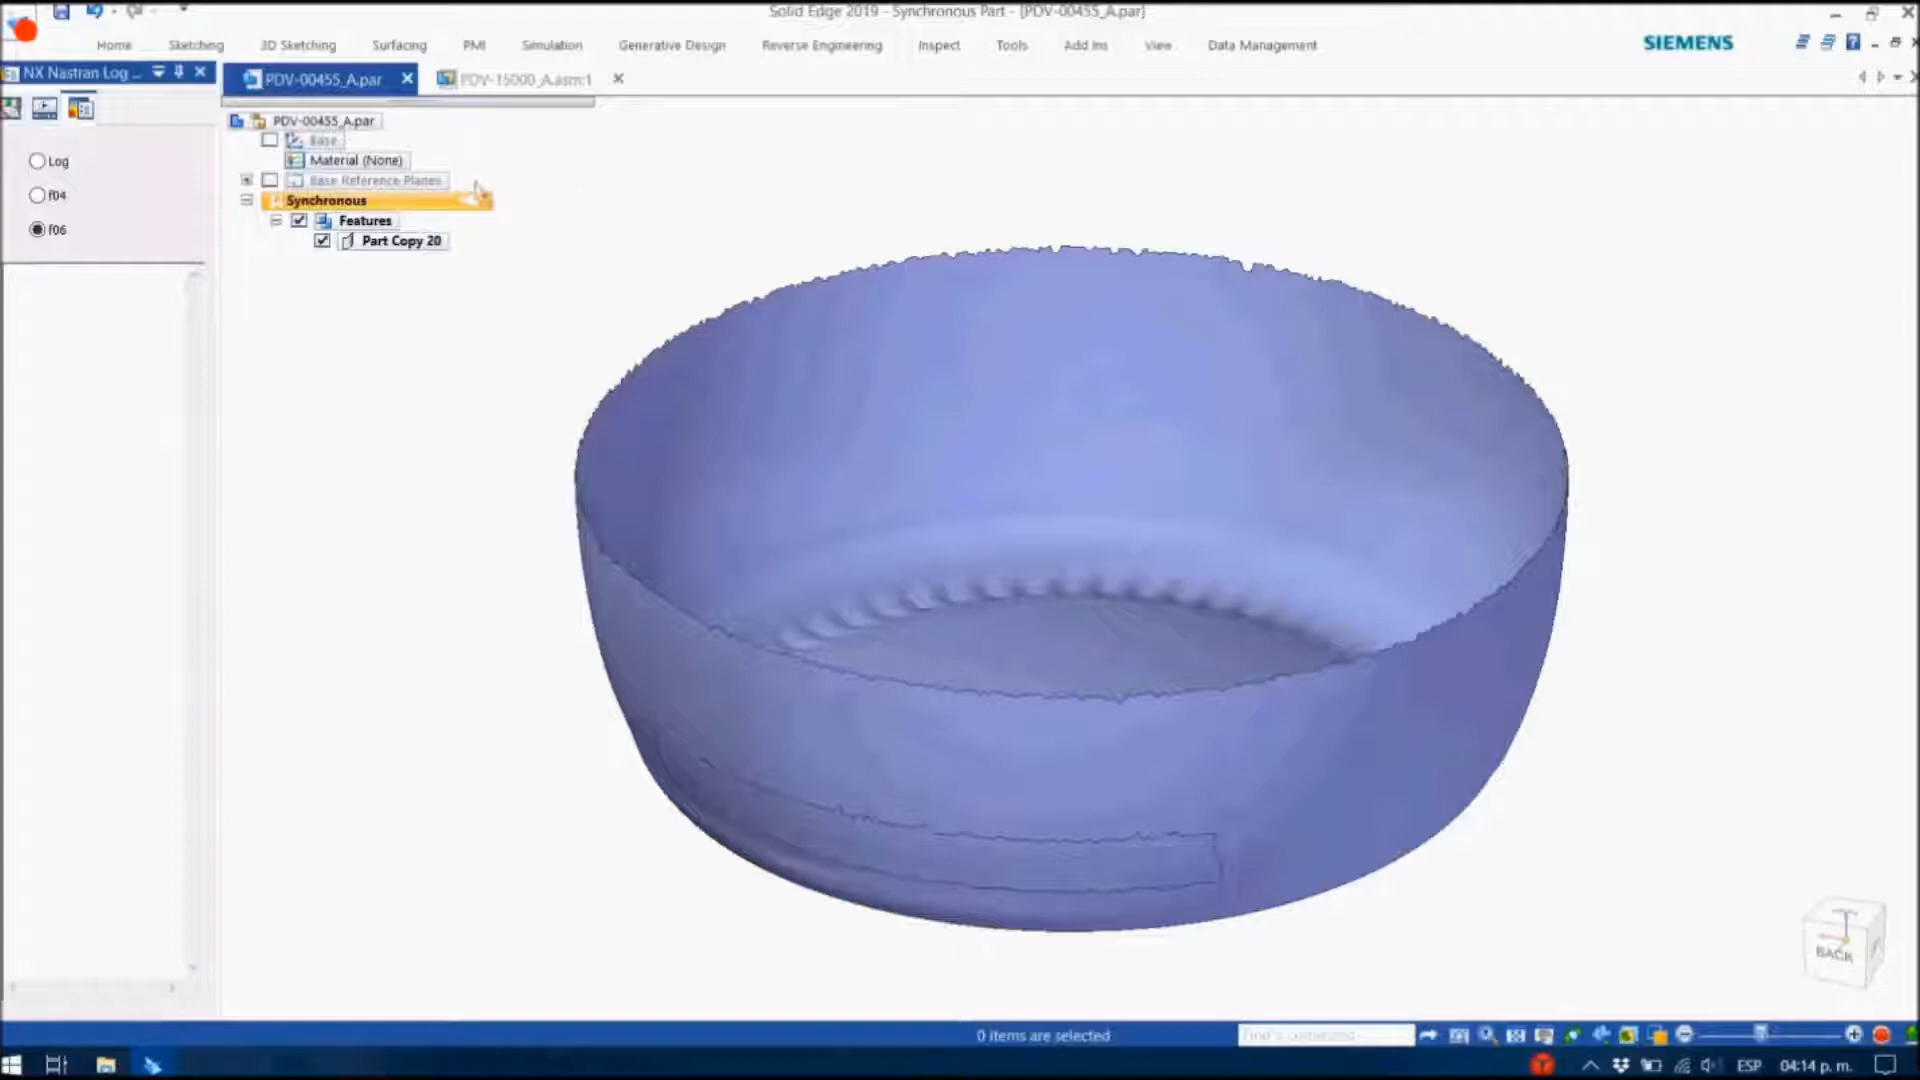 Solid Edge 2019 - Synchronous Part - [PDV-00455_A.par]
Home Sketching 3D Sketching Surfacing PMI Simulation Generative Design Reverse Engineering Inspect Tools Add Ins View Data Management
SIEMENS
NX Nastran Log ...
PDV-00455_A.par
PDV-15000_A.asm:1
PDV-00455_A.par
Base
Material (None)
Base Reference Planes
Synchronous
Features
Part Copy 20
Log
f04
f06
BACK
0 items are selected
Find a command
ESP
04:14 p. m.